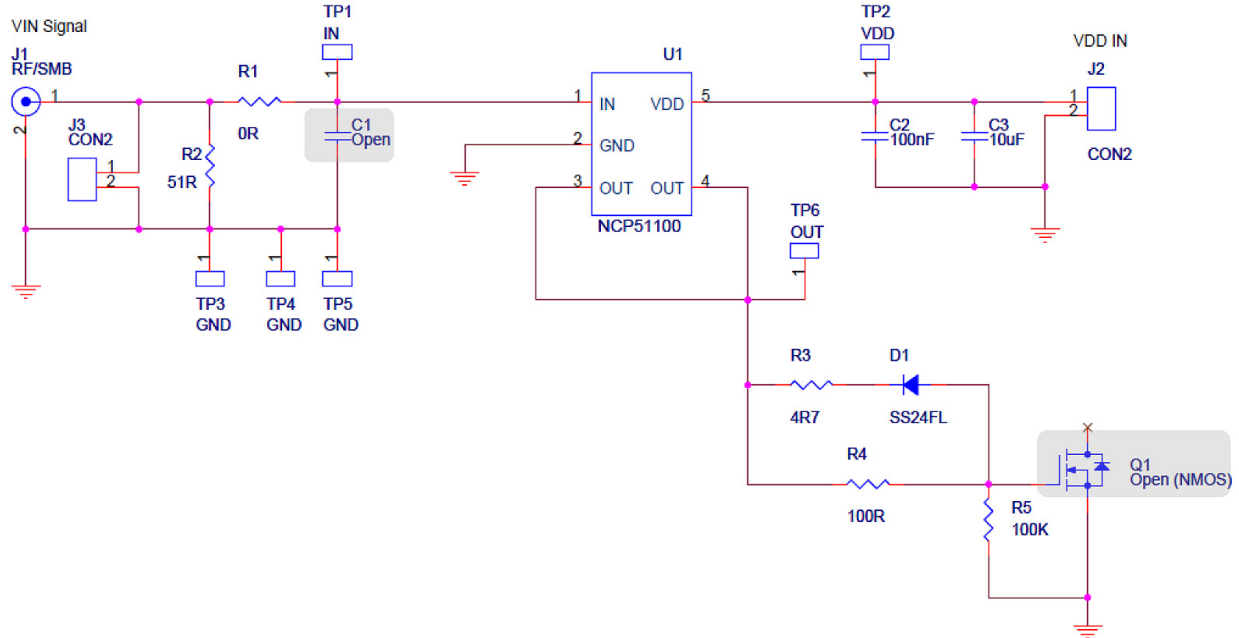 VIN Signal
J1
RF/SMB
1
2
J3
CON2
1
2
R1
0R
R2
51R
TP1
IN
1
C1
Open
1
TP3
GND
1
TP4
GND
1
TP5
GND
U1
1
IN
VDD
5
2
GND
3
OUT
OUT
4
NCP51100
TP2
VDD
1
C2
100nF
C3
10uF
VDD IN
J2
1
2
CON2
TP6
OUT
1
R3
4R7
D1
SS24FL
R4
100R
R5
100K
Q1
Open (NMOS)